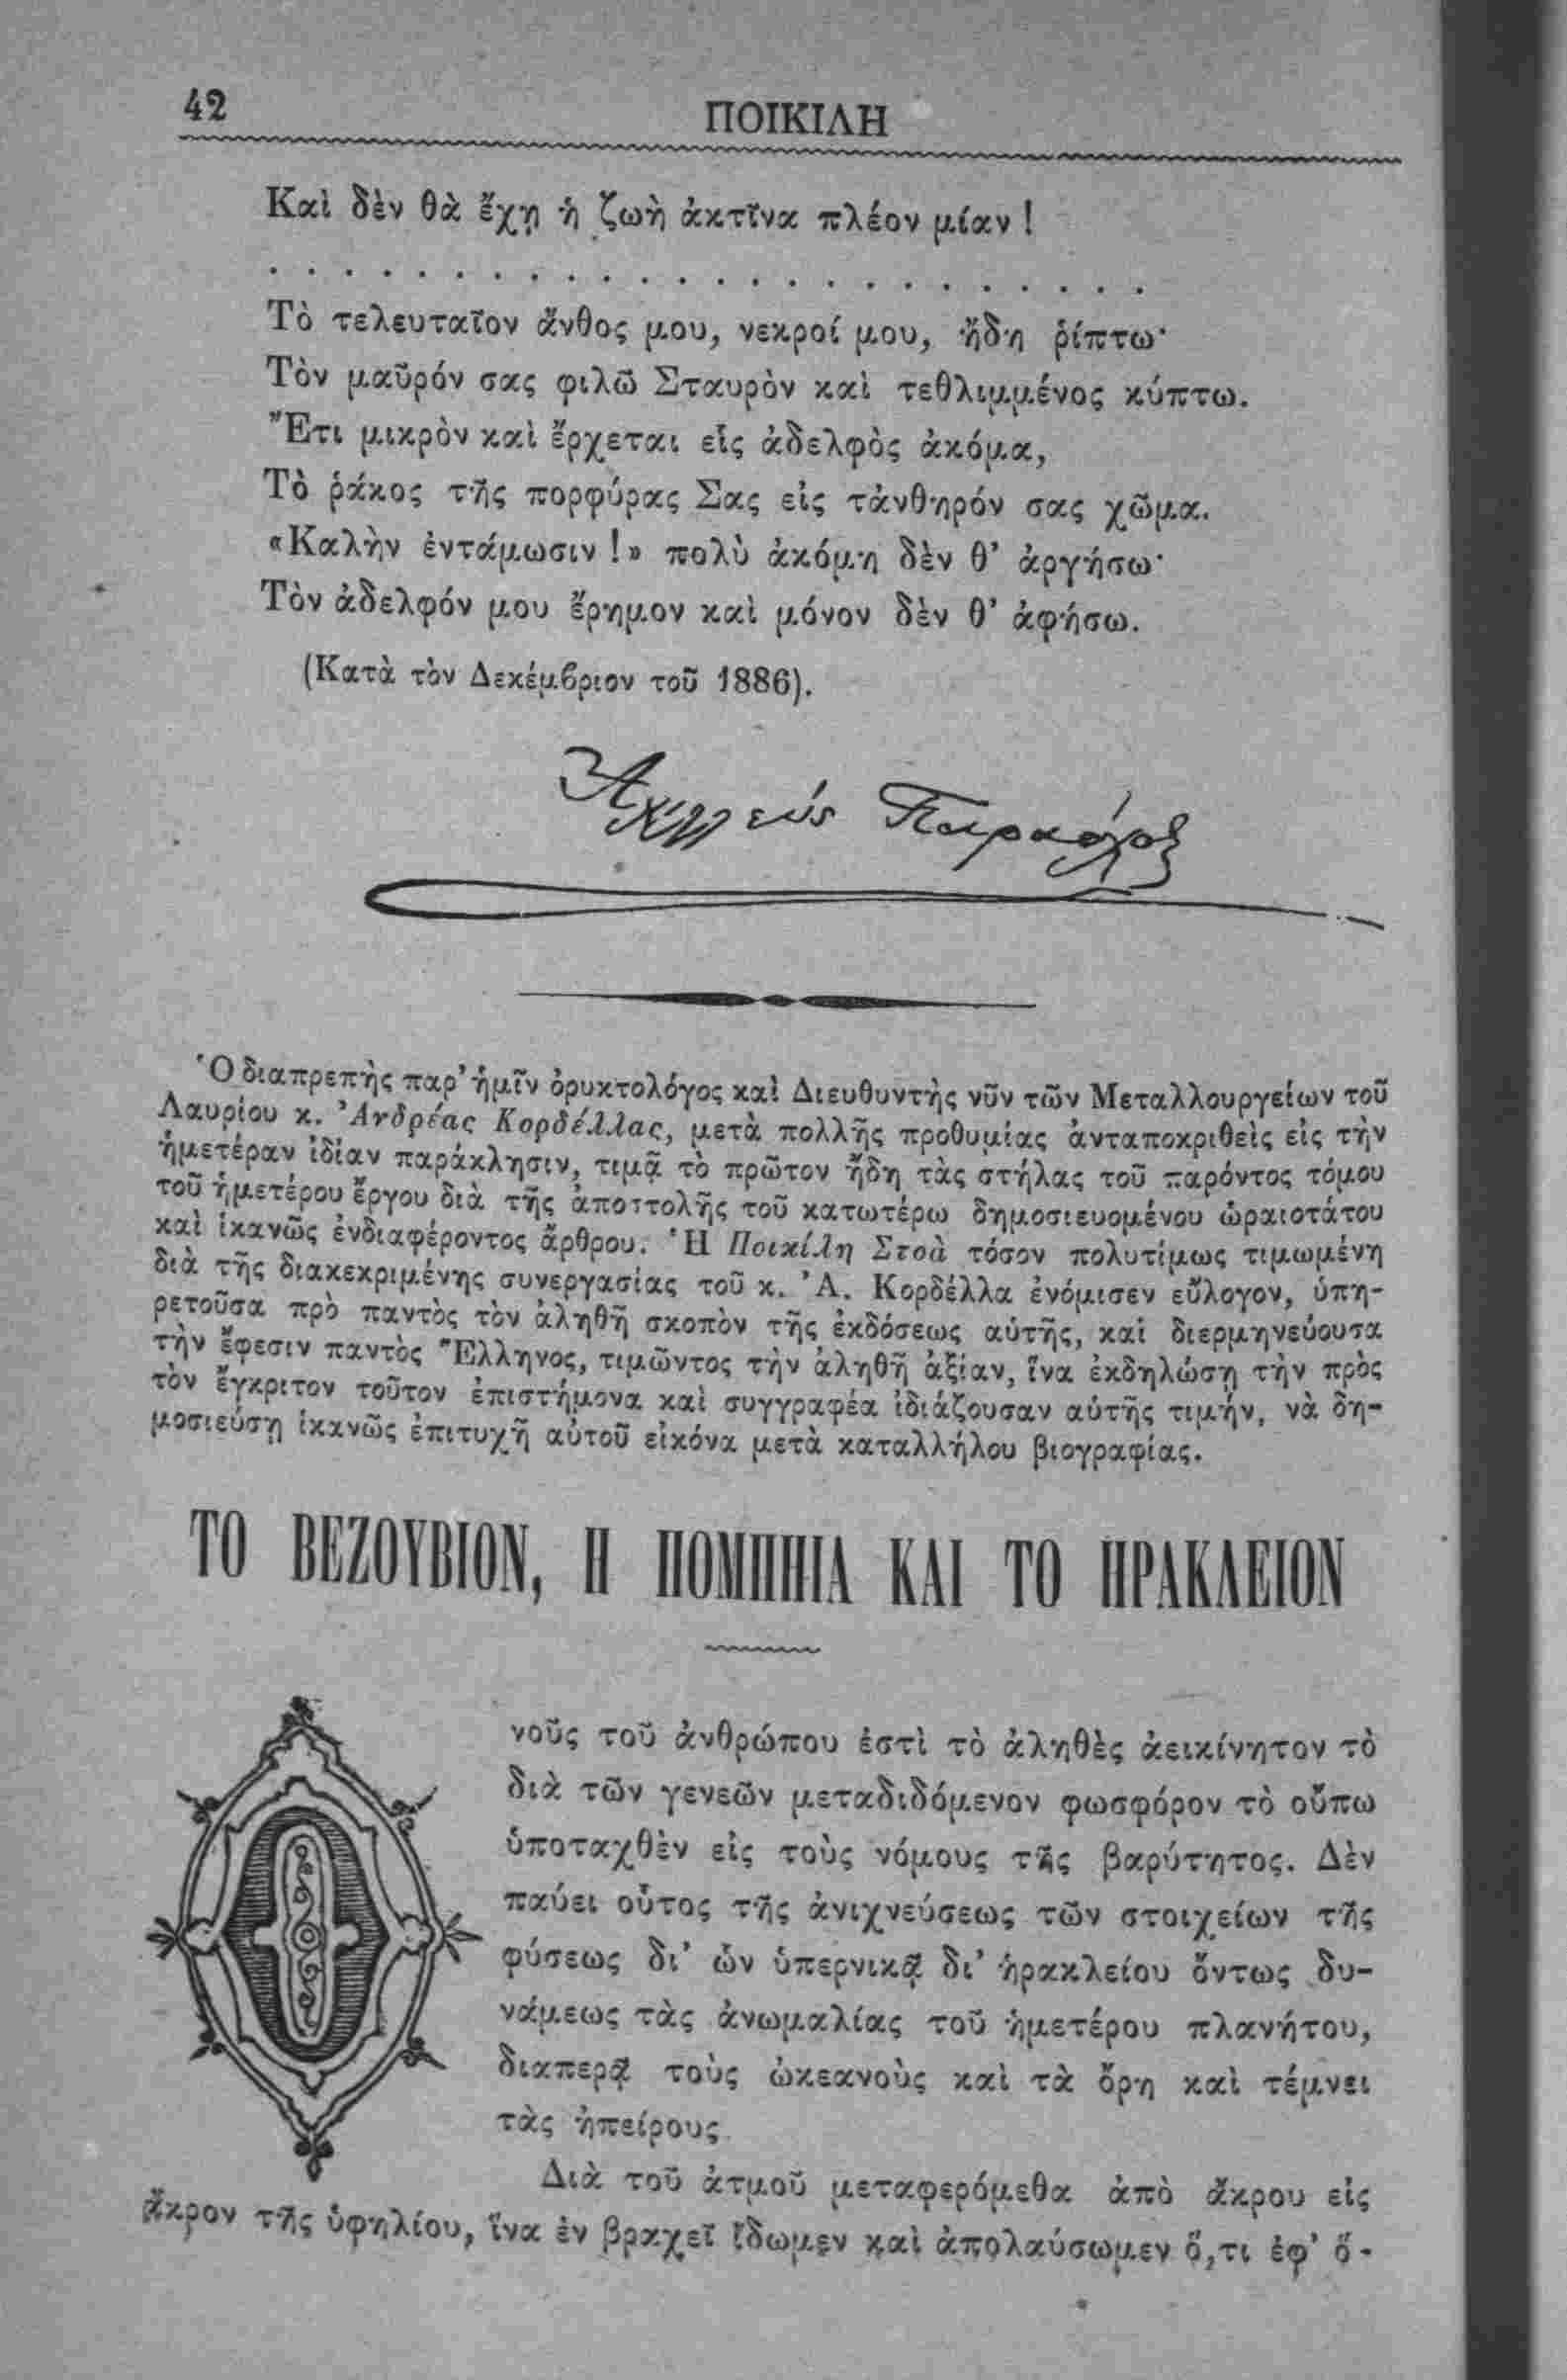 42
ΠΟΙΚΙΛΗ
Καὶ δὲν θὰ ἔχῃ ἡ ζωὴ ἀκτῖνα πλέον μίαν !
. . . . . . . . . . . . . . . . . . . . . . . .
Τὸ τελευταῖον ἄνθος μου, νεκροί μου, ἤδη ῥίπτω·
Τὸν μαῦρόν σας φιλῶ Σταυρὸν καὶ τεθλιμμένος κύπτω.
Ἔτι μικρὸν καὶ ἔρχεται εἷς ἀδελφὸς ἀκόμα,
Τὸ ῥάκος τῆς πορφύρας Σας εἰς τἀνθηρόν σας χῶμα.
«Καλὴν ἐντάμωσιν !» πολὺ ἀκόμη δὲν θ’ ἀργήσω·
Τὸν ἀδελφόν μου ἔρημον καὶ μόνον δὲν θ’ ἀφήσω.
(Κατὰ τὸν Δεκέμβριον τοῦ 1886).
Ἀχιλλεύς Παράσχος
Ὁ διαπρεπὴς παρ’ ἡμῖν ὀρυκτολόγος καὶ Διευθυντὴς νῦν τῶν Μεταλλουργείων τοῦ
Λαυρίου κ. Ἀνδρέας Κορδέλλας, μετὰ πολλῆς προθυμίας ἀνταποκριθεὶς εἰς τὴν
ἡμετέραν ἰδίαν παράκλησιν, τιμᾷ τὸ πρῶτον ἤδη τὰς στήλας τοῦ παρόντος τόμου
τοῦ ἡμετέρου ἔργου διὰ τῆς ἀποστολῆς τοῦ κατωτέρω δημοσιευομένου ὡραιοτάτου
καὶ ἱκανῶς ἐνδιαφέροντος ἄρθρου. Ἡ Ποικίλη Στοὰ τόσον πολυτίμως τιμωμένη
διὰ τῆς διακεκριμένης συνεργασίας τοῦ κ. Ἀ. Κορδέλλα ἐνόμισεν εὔλογον, ὑπη-
ρετοῦσα πρὸ παντὸς τὸν ἀληθῆ σκοπὸν τῆς ἐκδόσεως αὑτῆς, καὶ διερμηνεύουσα
τὴν ἔφεσιν παντὸς Ἕλληνος, τιμῶντος τὴν ἀληθῆ ἀξίαν, ἵνα ἐκδηλώσῃ τὴν πρὸς
τὸν ἔγκριτον τοῦτον ἐπιστήμονα καὶ συγγραφέα ἰδιάζουσαν αὑτῆς τιμήν, νὰ δη-
μοσιεύσῃ ἱκανῶς ἐπιτυχῆ αὐτοῦ εἰκόνα μετὰ καταλλήλου βιογραφίας.
ΤΟ ΒΕΖΟΥΒΙΟΝ, Η ΠΟΜΠΗΙΑ ΚΑΙ ΤΟ ΗΡΑΚΛΕΙΟΝ
Ο νοῦς τοῦ ἀνθρώπου ἐστὶ τὸ ἀληθὲς ἀεικίνητον τὸ
διὰ τῶν γενεῶν μεταδιδόμενον φωσφόρον τὸ οὔπω
ὑποταχθὲν εἰς τοὺς νόμους τῆς βαρύτητος. Δὲν
παύει οὗτος τῆς ἀνιχνεύσεως τῶν στοιχείων τῆς
φύσεως δι’ ὧν ὑπερνικᾷ δι’ ἡρακλείου ὄντως δυ-
νάμεως τὰς ἀνωμαλίας τοῦ ἡμετέρου πλανήτου,
διαπερᾷ τοὺς ὠκεανοὺς καὶ τὰ ὄρη καὶ τέμνει
τὰς ἠπείρους
Διὰ τοῦ ἀτμοῦ μεταφερόμεθα ἀπὸ ἄκρου εἰς
ἄκρον τῆς ὑφηλίου, ἵνα ἐν βραχεῖ ἴδωμεν καὶ ἀπολαύσωμεν ὅ,τι ἐφ’ ὅ-